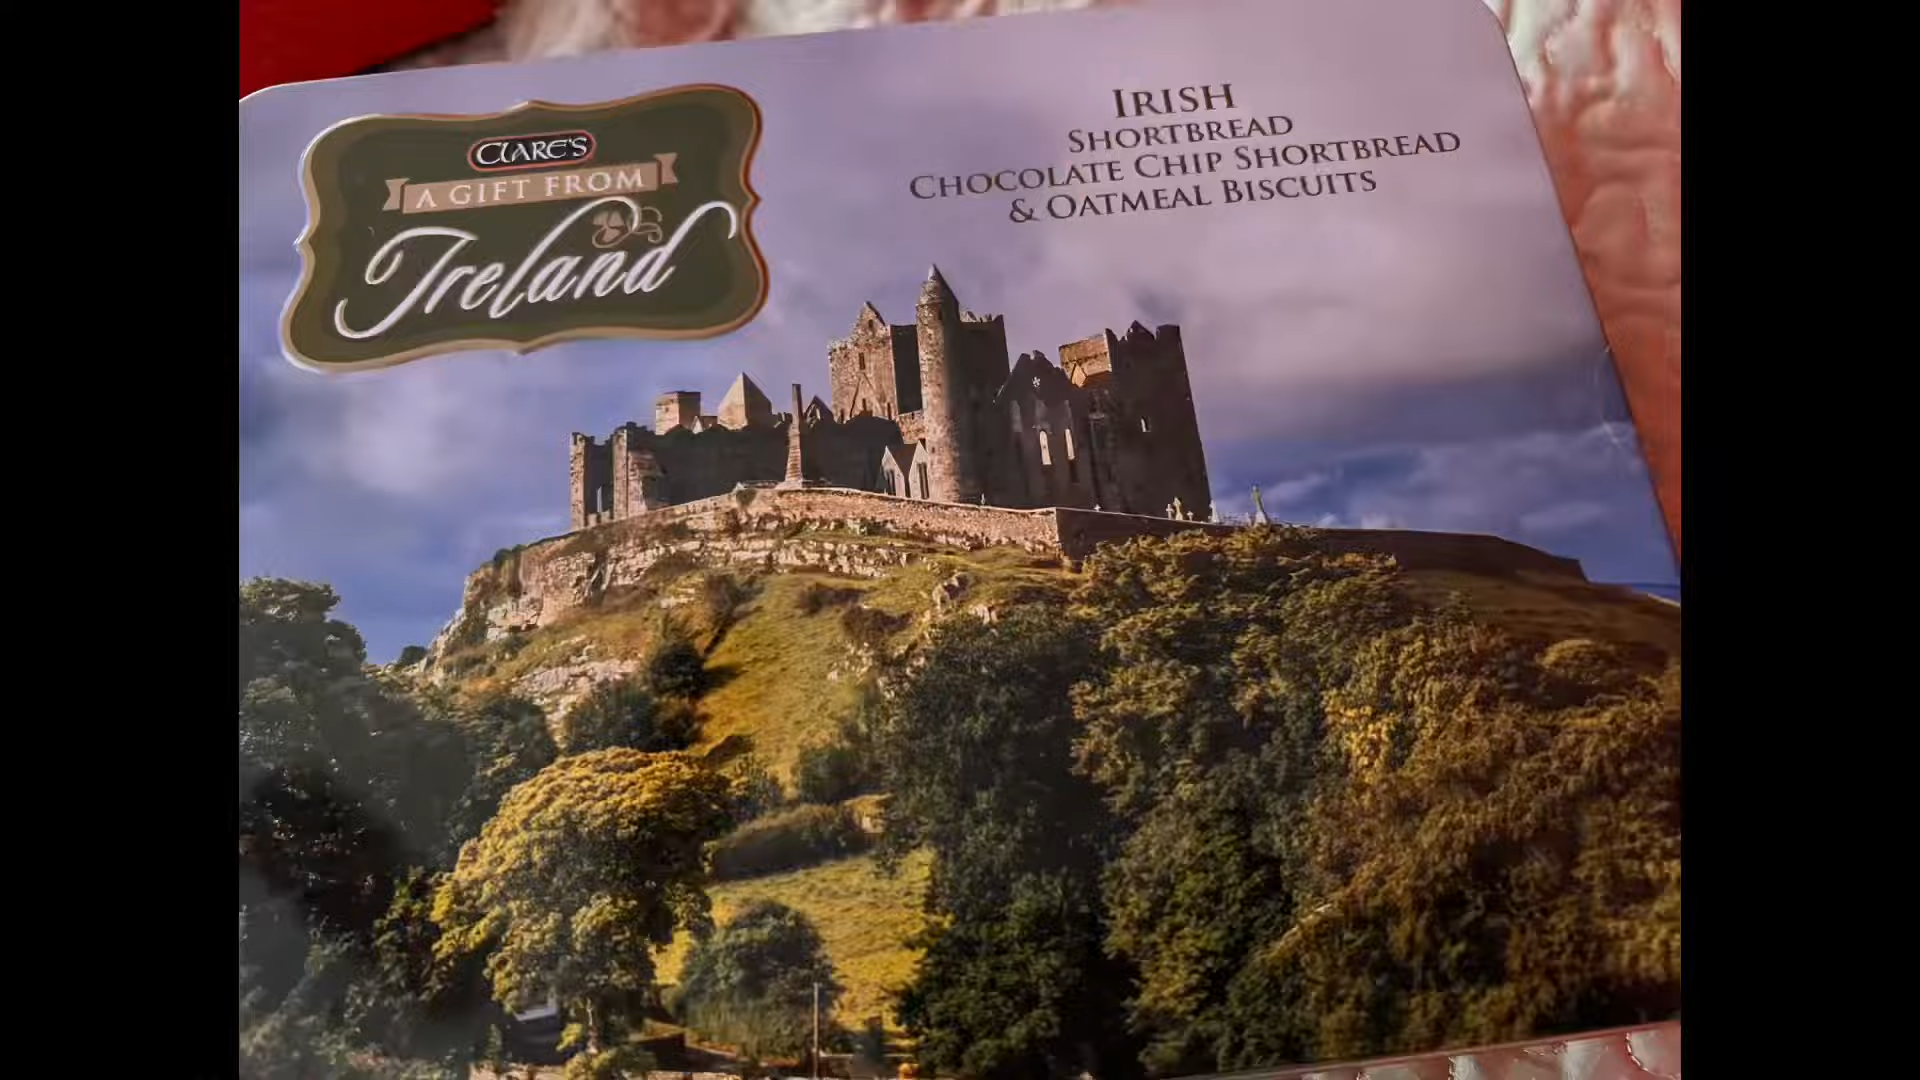 CLARE'S
A GIFT FROM
Ireland
IRISH
SHORTBREAD
CHOCOLATE CHIP SHORTBREAD
& OATMEAL BISCUITS